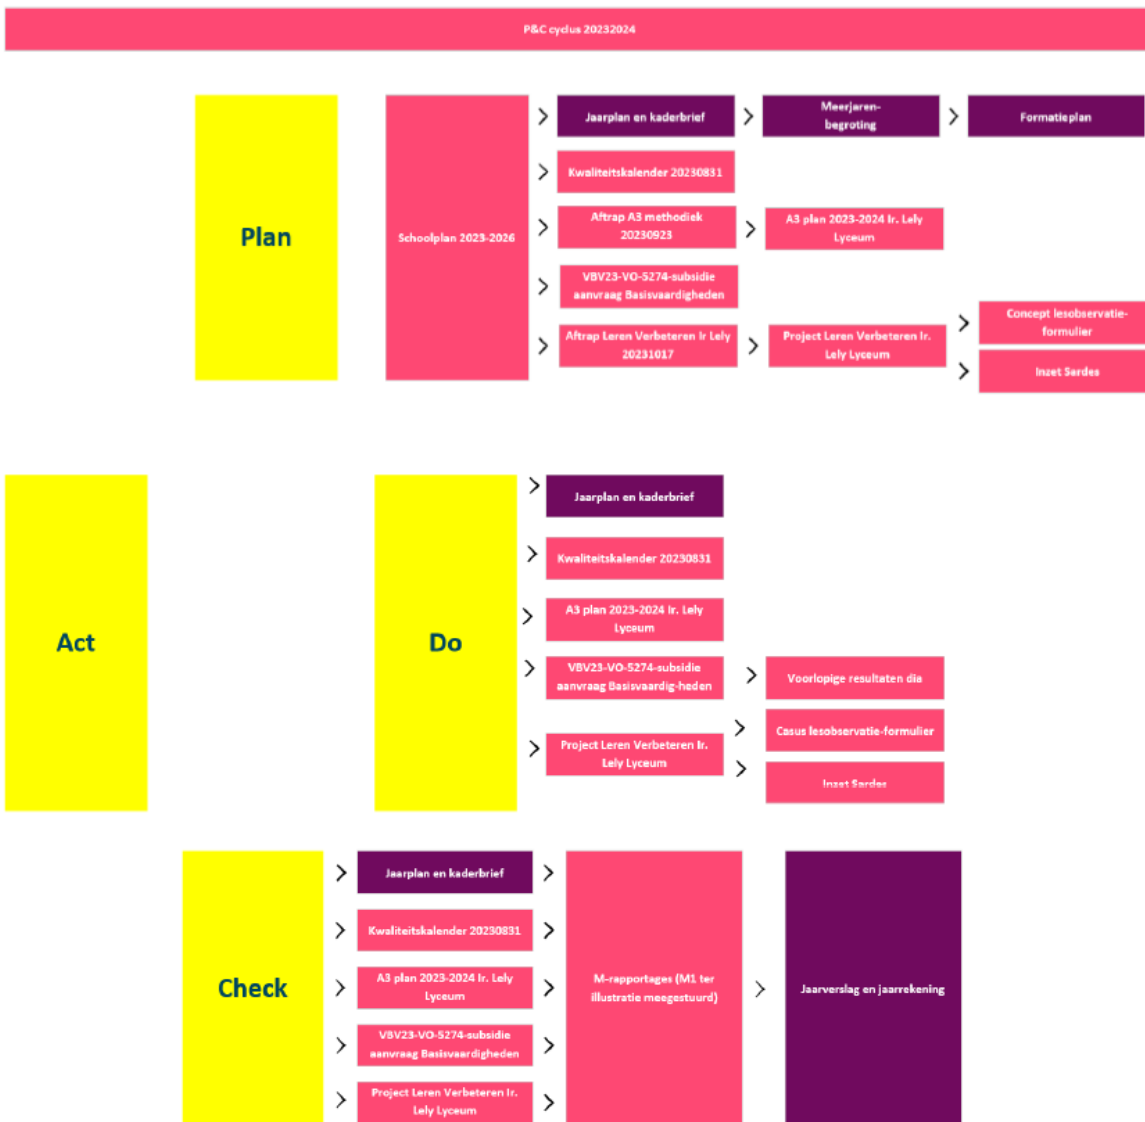 P&C cyclus 20232024
Plan
Schoolplan 2023-2026
Jaarplan en kaderbrief
Meerjaren-
begroting
Formatieplan
Kwaliteitskalender 20230831
Aftrap A3 methodiek
20230923
A3 plan 2023-2024 Ir. Lely
Lyceum
VBV23-VO-5274-subsidie
aanvraag Basisvaardigheden
Aftrap Leren Verbeteren Ir Lely
20231017
Project Leren Verbeteren Ir.
Lely Lyceum
Concept lesobservatie-
formulier
Inzet Sardes
Act
Do
Jaarplan en kaderbrief
Kwaliteitskalender 20230831
A3 plan 2023-2024 Ir. Lely
Lyceum
VBV23-VO-5274-subsidie
aanvraag Basisvaardig-heden
Voorlopige resultaten dia
Project Leren Verbeteren Ir.
Lely Lyceum
Casus lesobservatie-formulier
Inzet Sardes
Check
Jaarplan en kaderbrief
Kwaliteitskalender 20230831
A3 plan 2023-2024 Ir. Lely
Lyceum
VBV23-VO-5274-subsidie
aanvraag Basisvaardigheden
Project Leren Verbeteren Ir.
Lely Lyceum
M-rapportages (M1 ter
illustratie meegestuurd)
Jaarverslag en jaarrekening